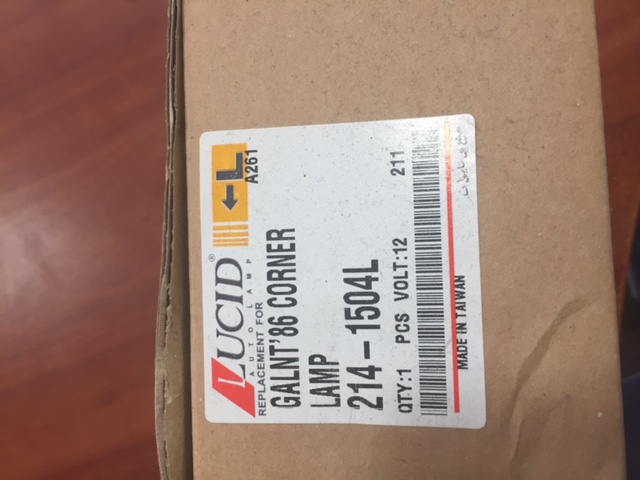 LUCID®
AUTO LAMP
L
A261
REPLACEMENT FOR
GALNT'86 CORNER
LAMP
214-1504L
QTY:1 PCS VOLT:12 211
MADE IN TAIWAN